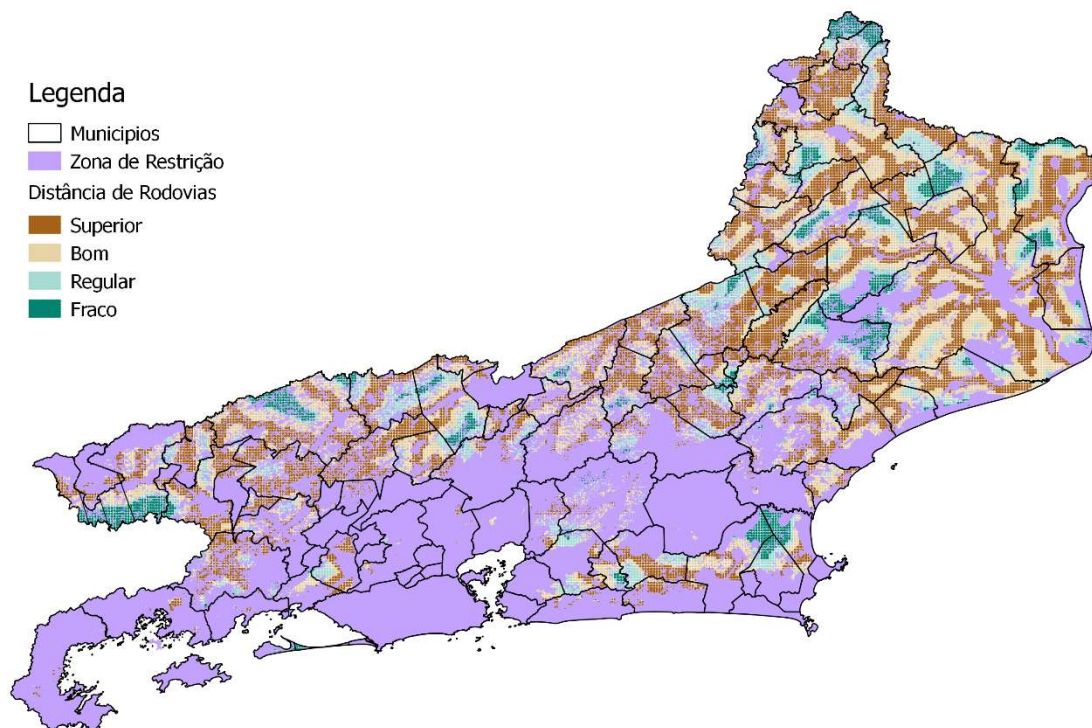 Legenda
Municipios
Zona de Restrição
Distância de Rodovias
Superior
Bom
Regular
Fraco